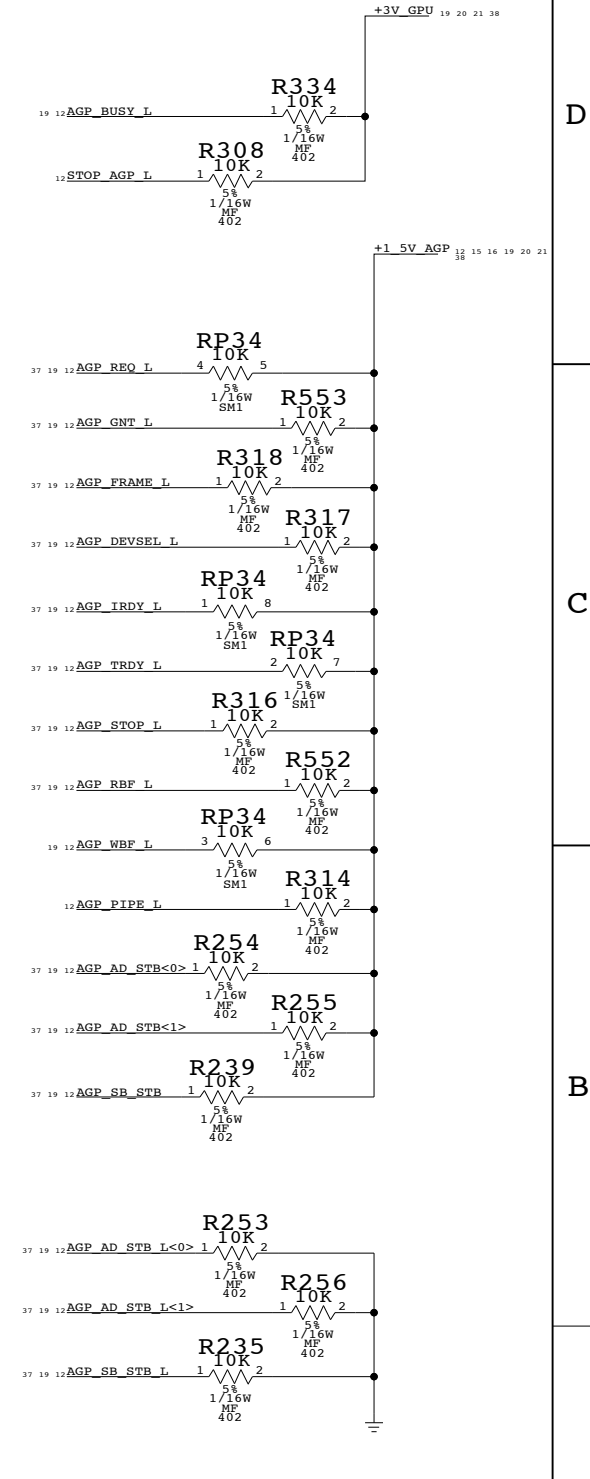 +3V_GPU 19 20 21 38
R334
10K
19 12 AGP_BUSY_L 1 2
5%
1/16W
MF
402
R308
10K
12 STOP_AGP_L 1 2
5%
1/16W
MF
402
D
+1_5V_AGP 12 15 16 19 20 21
38
RP34
10K
37 19 12 AGP_REQ_L 4 5
5%
1/16W
SM1
R553
10K
37 19 12 AGP_GNT_L 1 2
5%
1/16W
MF
402
R318
10K
37 19 12 AGP_FRAME_L 1 2
5%
1/16W
MF
402
R317
10K
37 19 12 AGP_DEVSEL_L 1 2
5%
1/16W
MF
402
RP34
10K
37 19 12 AGP_IRDY_L 1 8
5%
1/16W
SM1
C
RP34
10K
37 19 12 AGP_TRDY_L 2 7
5%
1/16W
SM1
R316
10K
37 19 12 AGP_STOP_L 1 2
5%
1/16W
MF
402
R552
10K
37 19 12 AGP_RBF_L 1 2
5%
1/16W
MF
402
RP34
10K
19 12 AGP_WBF_L 3 6
5%
1/16W
SM1
R314
10K
12 AGP_PIPE_L 1 2
5%
1/16W
MF
402
R254
10K
37 19 12 AGP_AD_STB<0> 1 2
5%
1/16W
MF
402
R255
10K
37 19 12 AGP_AD_STB<1> 1 2
5%
1/16W
MF
402
R239
10K
37 19 12 AGP_SB_STB 1 2
5%
1/16W
MF
402
B
R253
10K
37 19 12 AGP_AD_STB_L<0> 1 2
5%
1/16W
MF
402
R256
10K
37 19 12 AGP_AD_STB_L<1> 1 2
5%
1/16W
MF
402
R235
10K
37 19 12 AGP_SB_STB_L 1 2
5%
1/16W
MF
402